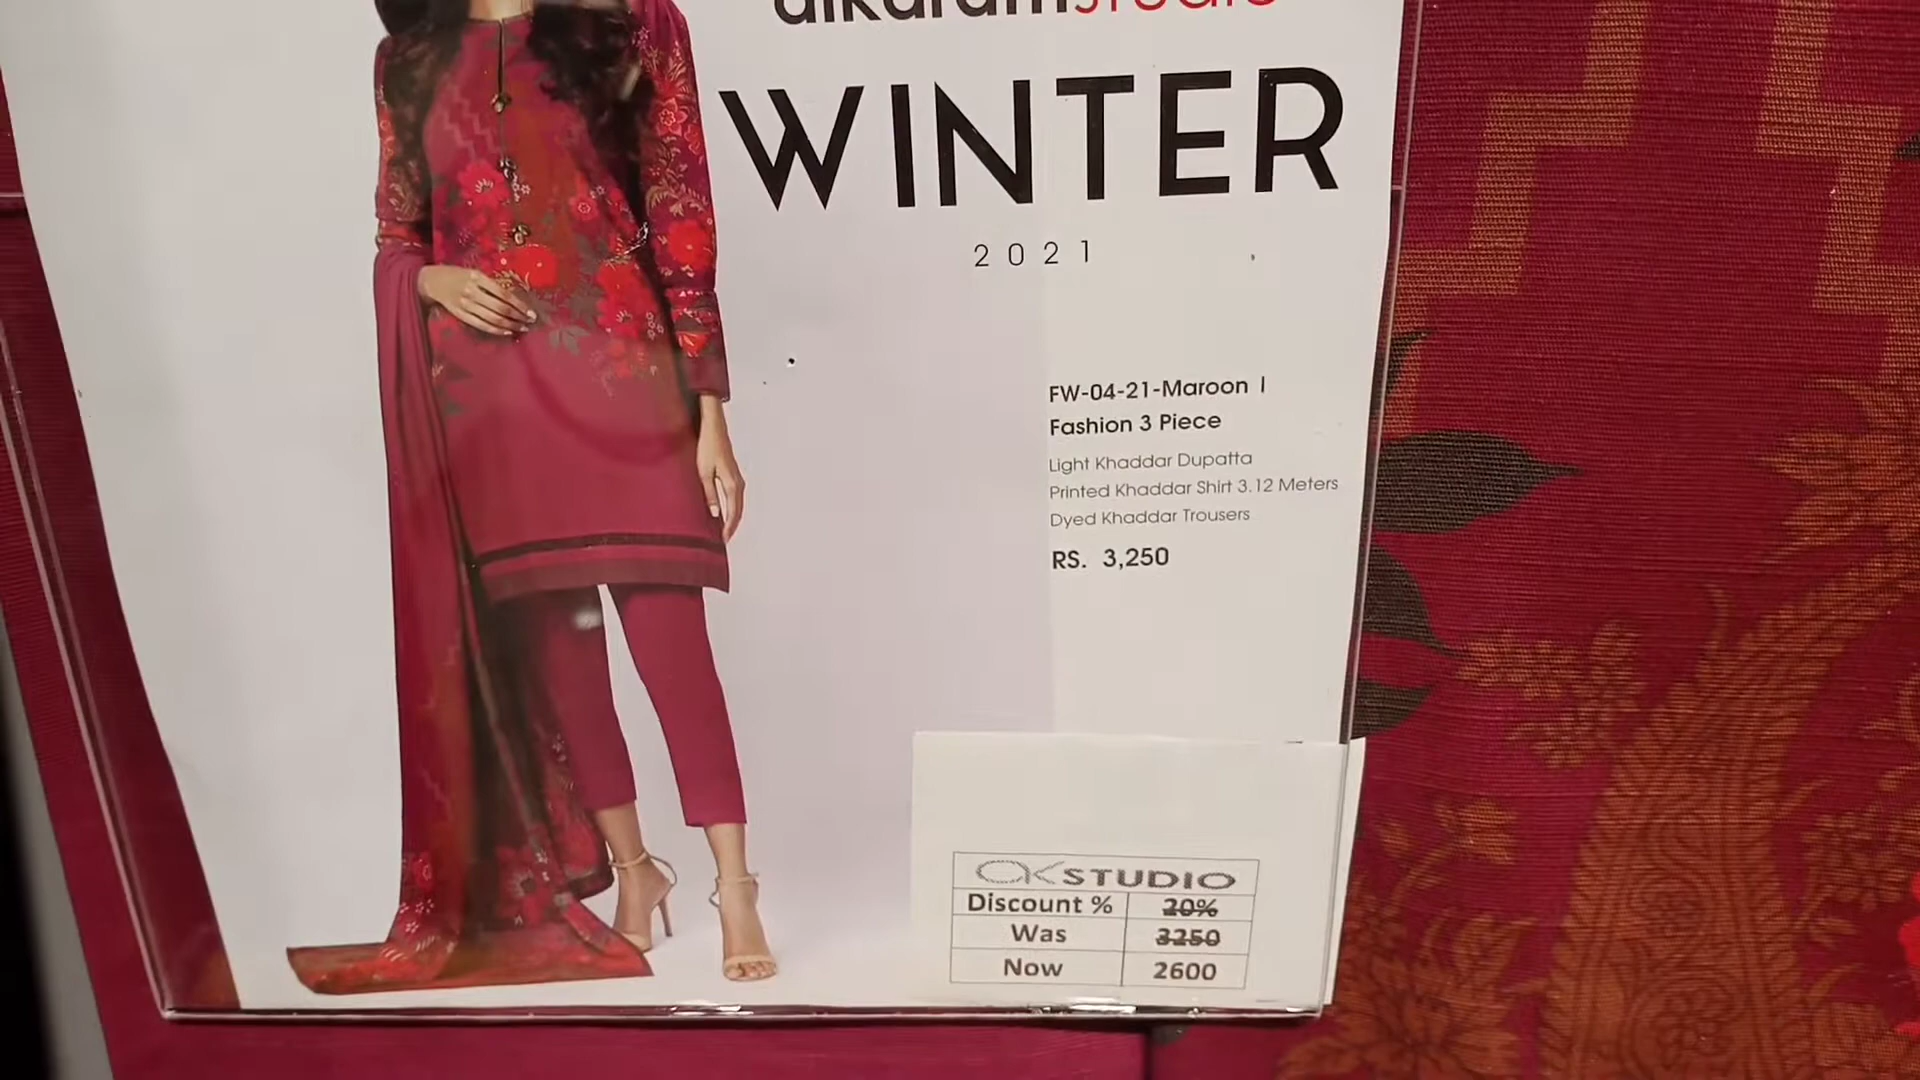 alkaramstudio
WINTER
2021
FW-04-21-Maroon I
Fashion 3 Piece
Light Khaddar Dupatta
Printed Khaddar Shirt 3.12 Meters
Dyed Khaddar Trousers
RS. 3,250
AKSTUDIO
Discount % 20%
Was 3250
Now 2600